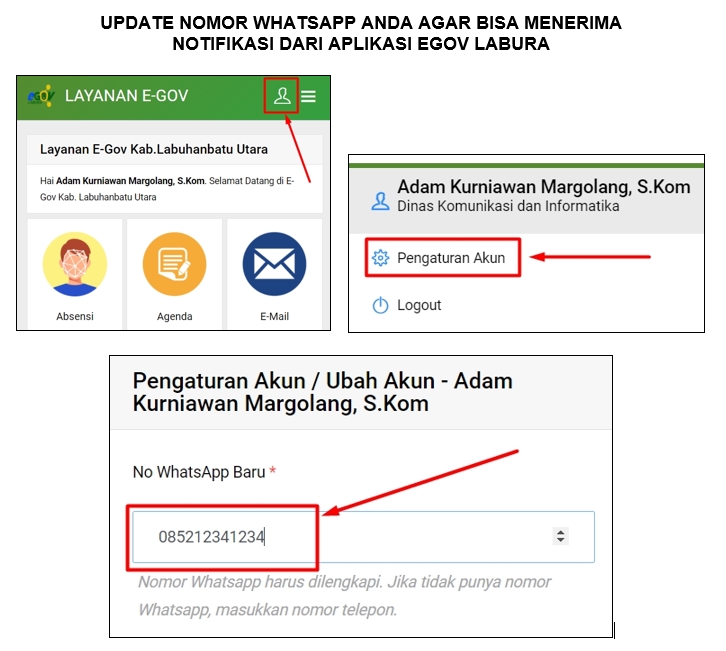 UPDATE NOMOR WHATSAPP ANDA AGAR BISA MENERIMA
NOTIFIKASI DARI APLIKASI EGOV LABURA
eGOV LAYANAN E-GOV
Layanan E-Gov Kab.Labuhanbatu Utara
Hai Adam Kurniawan Margolang, S.Kom. Selamat Datang di E-
Gov Kab. Labuhanbatu Utara
Absensi Agenda E-Mail
Adam Kurniawan Margolang, S.Kom
Dinas Komunikasi dan Informatika
Pengaturan Akun
Logout
Pengaturan Akun / Ubah Akun - Adam
Kurniawan Margolang, S.Kom
No WhatsApp Baru *
085212341234
Nomor Whatsapp harus dilengkapi. Jika tidak punya nomor
Whatsapp, masukkan nomor telepon.